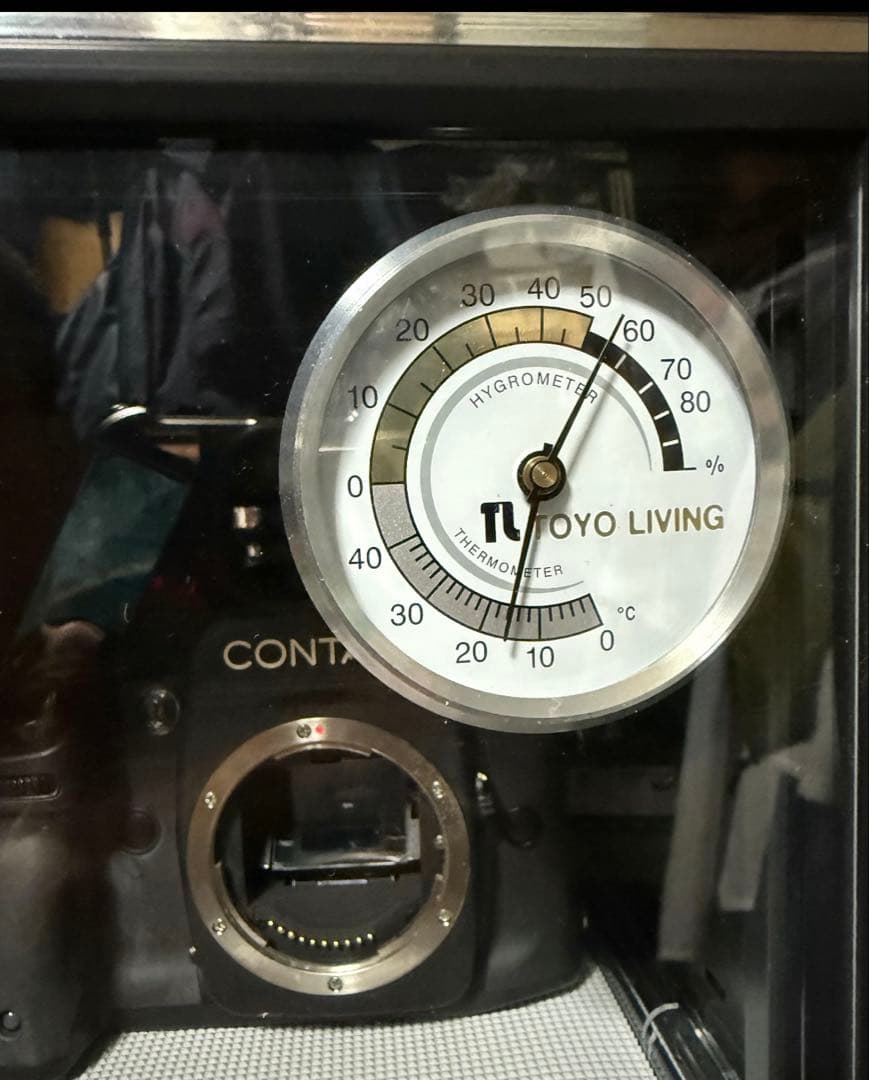 0 10 20 30 40 50 60 70 80 %
HYGROMETER
TL TOYO LIVING
THERMOMETER
40 30 20 10 0 °C
CONTA